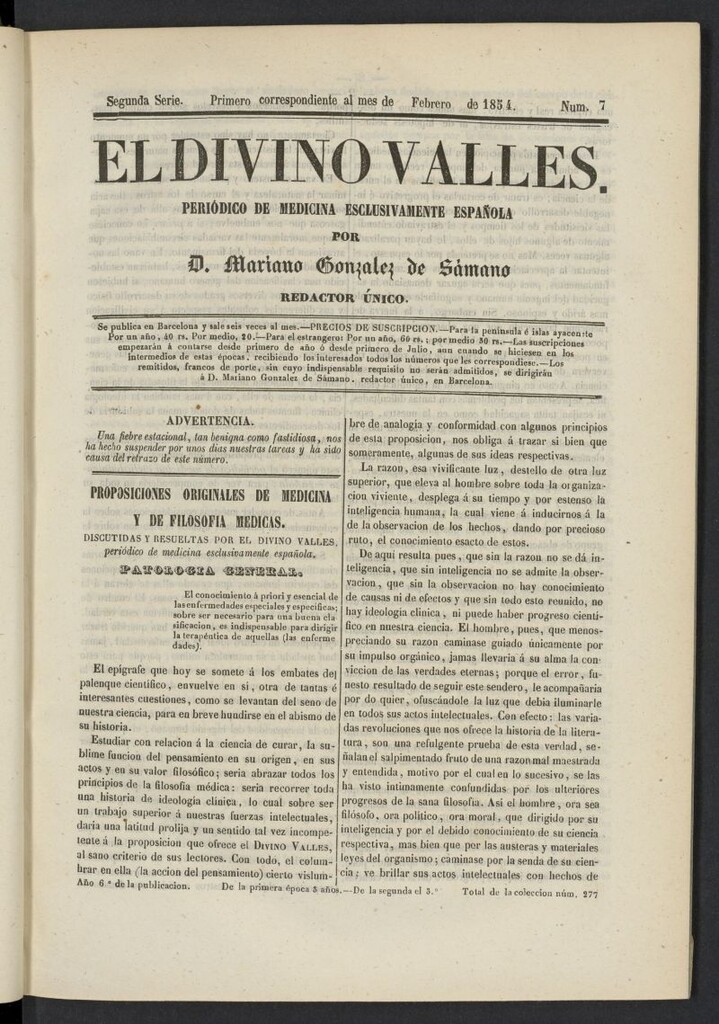 Segunda Serie. Primero correspondiente al mes de Febrero de 1854. Num. 7
EL DIVINO VALLES.
PERIÓDICO DE MEDICINA ESCLUSIVAMENTE ESPAÑOLA
POR
D. Mariano Gonzalez de Sámano
REDACTOR ÚNICO.
Se publica en Barcelona y sale seis veces al mes.—PRECIOS DE SUSCRIPCION.—Para la península é islas ayacente
Por un año, 40 rs. Por medio, 20.—Para el estrangero: Por un año, 60 rs.; por medio 30 rs.—Las suscripciones
empezarán á contarse desde primero de año ó desde primero de Julio, aun cuando se hiciesen en los
intermedios de estas épocas, recibiendo los interesados todos los números que les correspondiese.—Los
remitidos, francos de porte, sin cuyo indispensable requisito no serán admitidos, se dirigirán
á D. Mariano Gonzalez de Sámano, redactor único, en Barcelona.
ADVERTENCIA.
Una fiebre estacional, tan benigna como fastidiosa, nos
ha hecho suspender por unos dias nuestras tareas y ha sido
causa del retrazo de este número.
PROPOSICIONES ORIGINALES DE MEDICINA
Y DE FILOSOFIA MEDICAS.
DISCUTIDAS Y RESUELTAS POR EL DIVINO VALLES,
periódico de medicina esclusivamente española.
PATOLOGIA GENERAL.
El conocimiento á priori y esencial de
las enfermedades especiales y especificas;
sobre ser necesario para una buena cla
sificacion, es indispensable para dirigir
la terapéutica de aquellas (las enferme
dades).
El epígrafe que hoy se somete á los embates del
palenque científico, envuelve en si, otra de tantas é
interesantes cuestiones, como se levantan del seno de
nuestra ciencia, para en breve hundirse en el abismo de
su historia.
Estudiar con relacion á la ciencia de curar, la su-
blime funcion del pensamiento en su origen, en sus
actos y en su valor filosófico; seria abrazar todos los
principios de la filosofia médica: seria recorrer toda
una historia de ideologia clinica, lo cual sobre ser
un trabajo superior á nuestras fuerzas intelectuales,
daria una latitud prolija y un sentido tal vez incompe-
tente á la proposicion que ofrece el DIVINO VALLES,
al sano criterio de sus lectores. Con todo, el colum-
brar en ella (la accion del pensamiento) cierto vislum-
bre de analogia y conformidad con algunos principios
de esta proposicion, nos obliga á trazar si bien que
someramente, algunas de sus ideas respectivas.
La razon, esa vivificante luz, destello de otra luz
superior, que eleva al hombre sobre toda la organiza-
cion viviente, desplega á su tiempo y por estenso la
inteligencia humana, la cual viene á inducirnos á la
de la observacion de los hechos, dando por precioso
ruto, el conocimiento esacto de estos.
De aqui resulta pues, que sin la razon no se dá in-
teligencia, que sin inteligencia no se admite la obser-
vacion, que sin la observacion no hay conocimiento
de causas ni de efectos y que sin todo esto reunido, no
hay ideologia clinica, ni puede haber progreso cienti-
fico en nuestra ciencia. El hombre, pues, que menos-
preciando su razon caminase guiado únicamente por
su impulso orgánico, jamas llevaria á su alma la con
viccion de las verdades eternas; porque el error, fu-
nesto resultado de seguir este sendero, le acompañaria
por do quier, ofuscándole la luz que debia iluminarle
en todos sus actos intelectuales. Con efecto: las varia-
das revoluciones que nos ofrece la historia de la litera-
tura, son una refulgente prueba de esta verdad, se-
ñalan el salpimentado fruto de una razon mal maestrada
y entendida, motivo por el cual en lo sucesivo, se las
ha visto intimamente confundidas por los ulteriores
progresos de la sana filosofia. Asi el hombre, ora sea
filósofo, ora politico, ora moral, que dirigido por su
inteligencia y por el debido conocimiento de su ciencia
respectiva, mas bien que por las austeras y materiales
leyes del organismo; caminase por la senda de su cien-
cia; ve brillar sus actos intelectuales con hechos de
Año 6º de la publicacion. De la primera época 3 años.—De la segunda el 3.º Total de la coleccion núm. 277